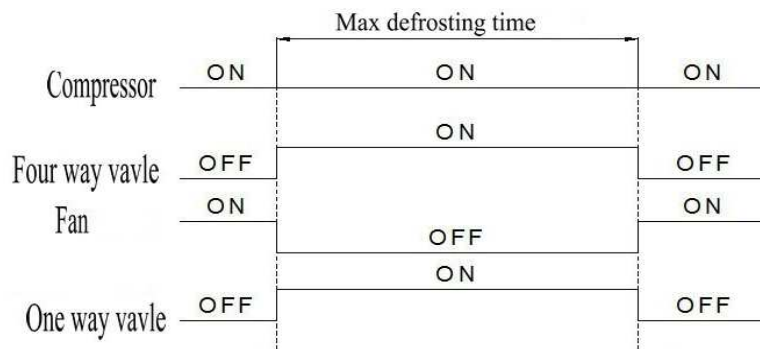 Max defrosting time
Compressor ON ON ON
ON
Four way vavle OFF OFF
Fan ON ON
OFF
ON
One way vavle OFF OFF